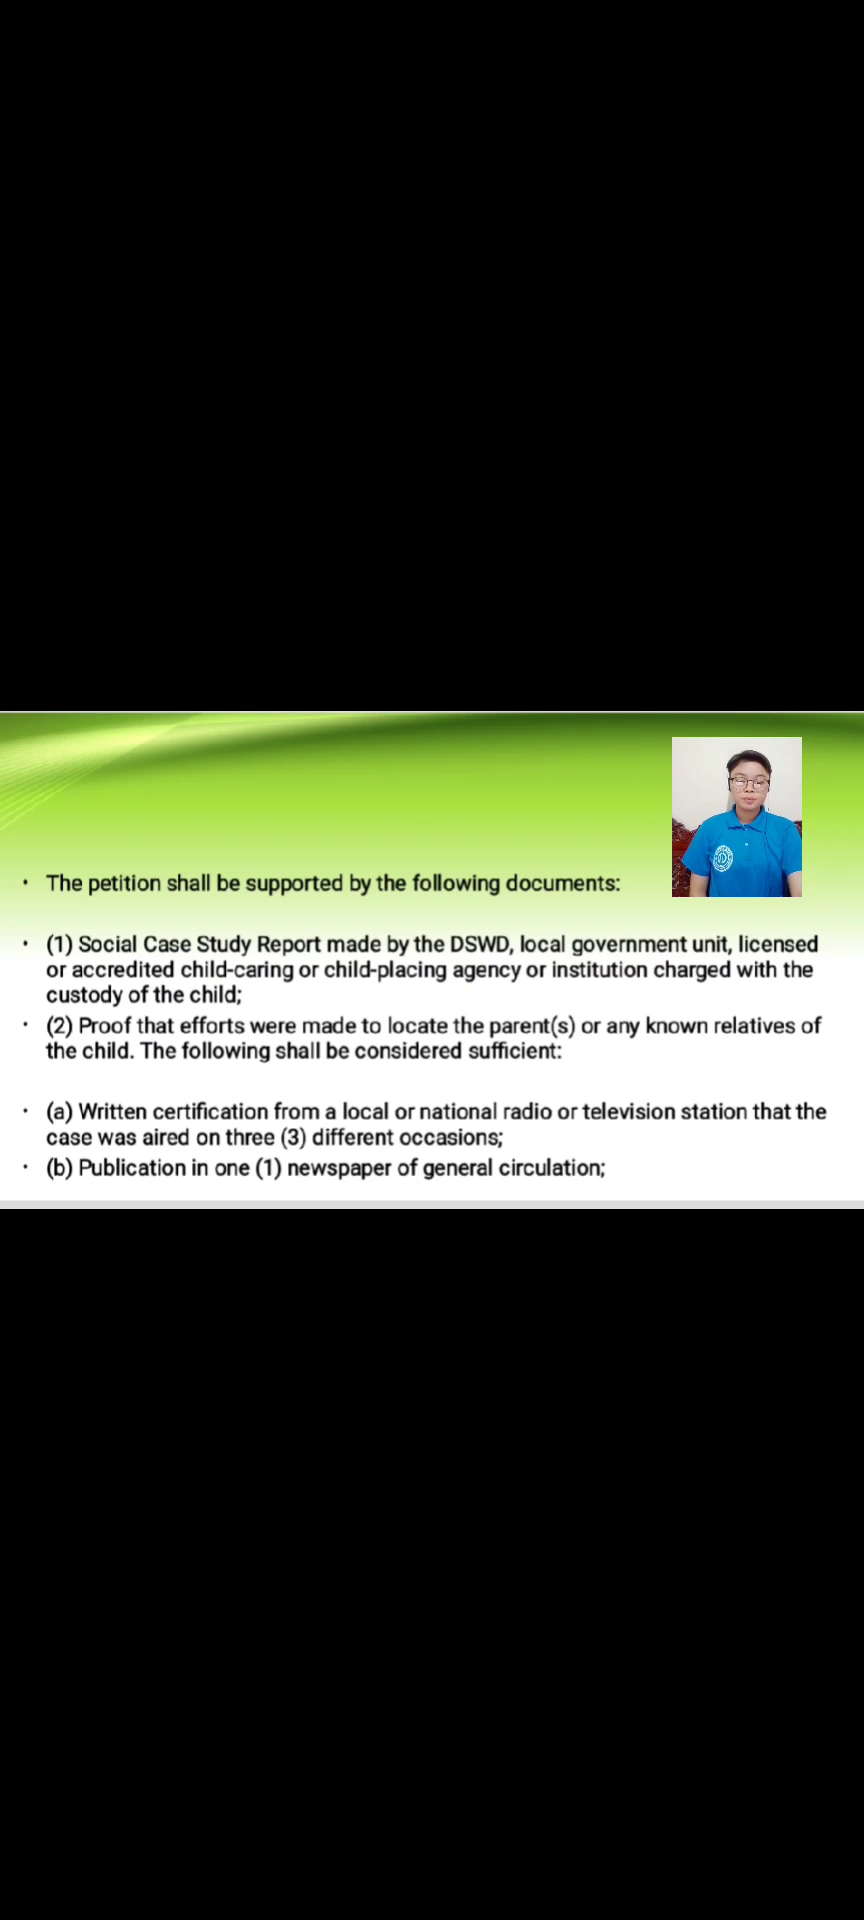 • The petition shall be supported by the following documents:
• (1) Social Case Study Report made by the DSWD, local government unit, licensed
or accredited child-caring or child-placing agency or institution charged with the
custody of the child;
• (2) Proof that efforts were made to locate the parent(s) or any known relatives of
the child. The following shall be considered sufficient:
• (a) Written certification from a local or national radio or television station that the
case was aired on three (3) different occasions;
• (b) Publication in one (1) newspaper of general circulation;